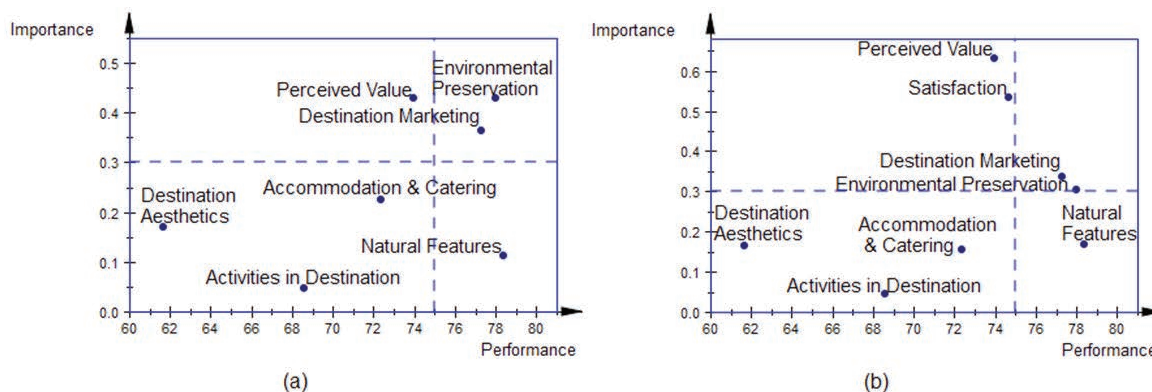 Importance
0.5
0.4
0.3
0.2
0.1
0.0
Perceived Value
Environmental
Preservation
Destination Marketing
Accommodation & Catering
Destination
Aesthetics
Natural Features
Activities in Destination
60 62 64 66 68 70 72 74 76 78 80
Performance
(a)
Importance
0.6
0.5
0.4
0.3
0.2
0.1
0.0
Perceived Value
Satisfaction
Destination Marketing
Environmental Preservation
Destination
Aesthetics
Accommodation
& Catering
Natural
Features
Activities in Destination
60 62 64 66 68 70 72 74 76 78 80
Performance
(b)